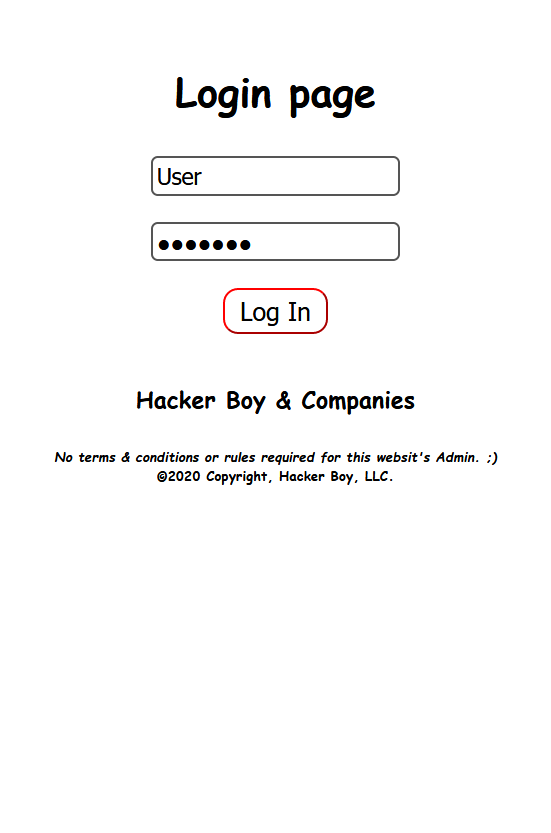 Login page
User
●●●●●●●
Log In
Hacker Boy & Companies
No terms & conditions or rules required for this websit's Admin. ;)
©2020 Copyright, Hacker Boy, LLC.